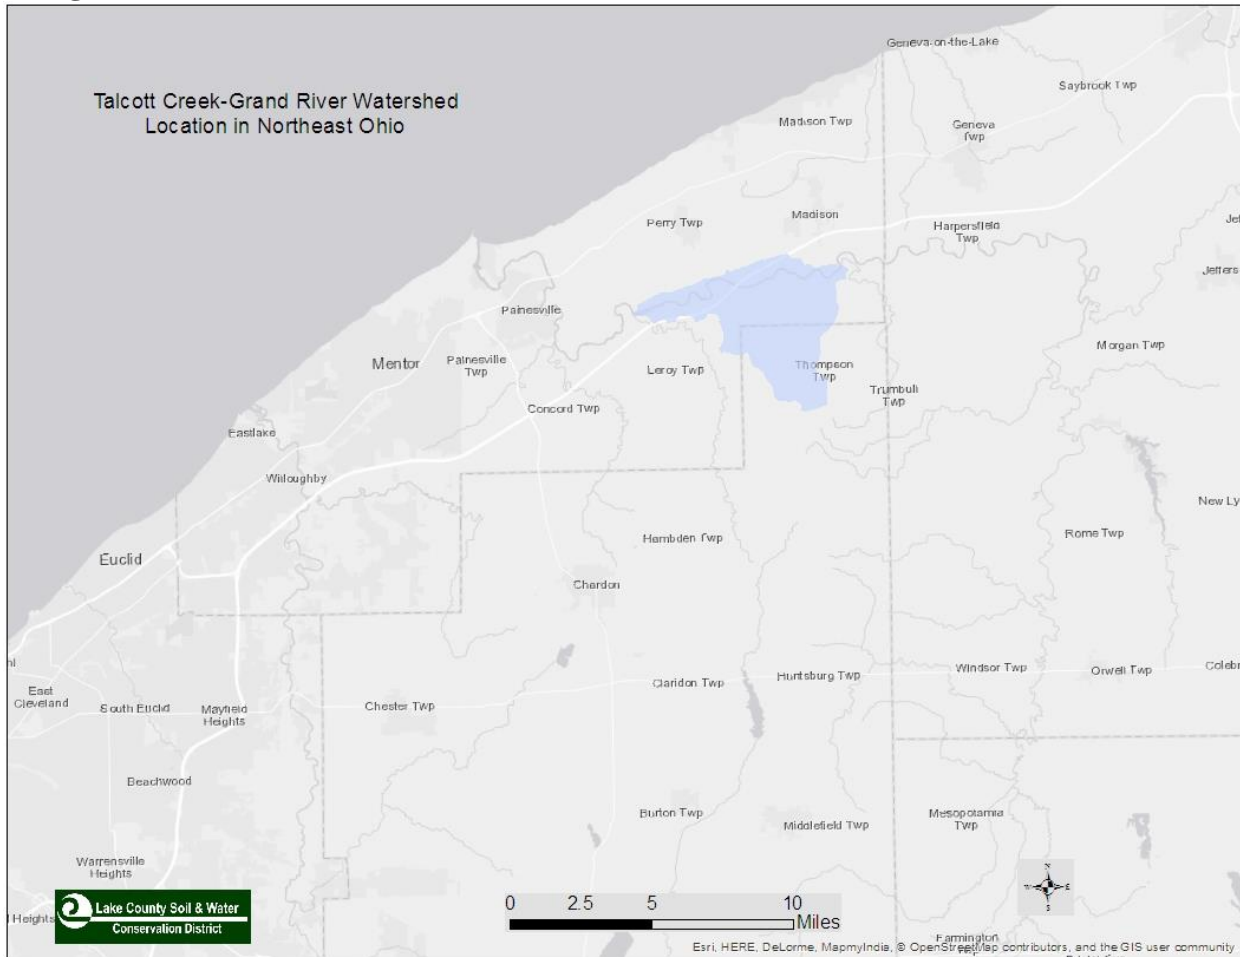 Talcott Creek-Grand River Watershed
Location in Northeast Ohio
Geneva-on-the-Lake
Saybrook Twp
Madison Twp
Geneva
Twp
Perry Twp
Madison
Harpersfield
Twp
Jef
Jeffers
Painesville
Mentor
Painesville
Twp
Leroy Twp
Thompson
Twp
Morgan Twp
Trumbull
Twp
Concord Twp
Eastlake
Willoughby
New Ly
Euclid
Hambden Twp
Rome Twp
Chardon
East
Cleveland
South Euclid
Mayfield
Heights
Chester Twp
Claridon Twp
Huntsburg Twp
Windsor Twp
Orwell Twp
Colebr
Beachwood
Burton Twp
Middlefield Twp
Mesopotamia
Twp
Warrensville
Heights
N
W
E
S
Lake County Soil & Water
Conservation District
Heights
0 2.5 5 10
Miles
Farmington
Esri, HERE, DeLorme, MapmyIndia, © OpenStreetMap contributors, and the GIS user community